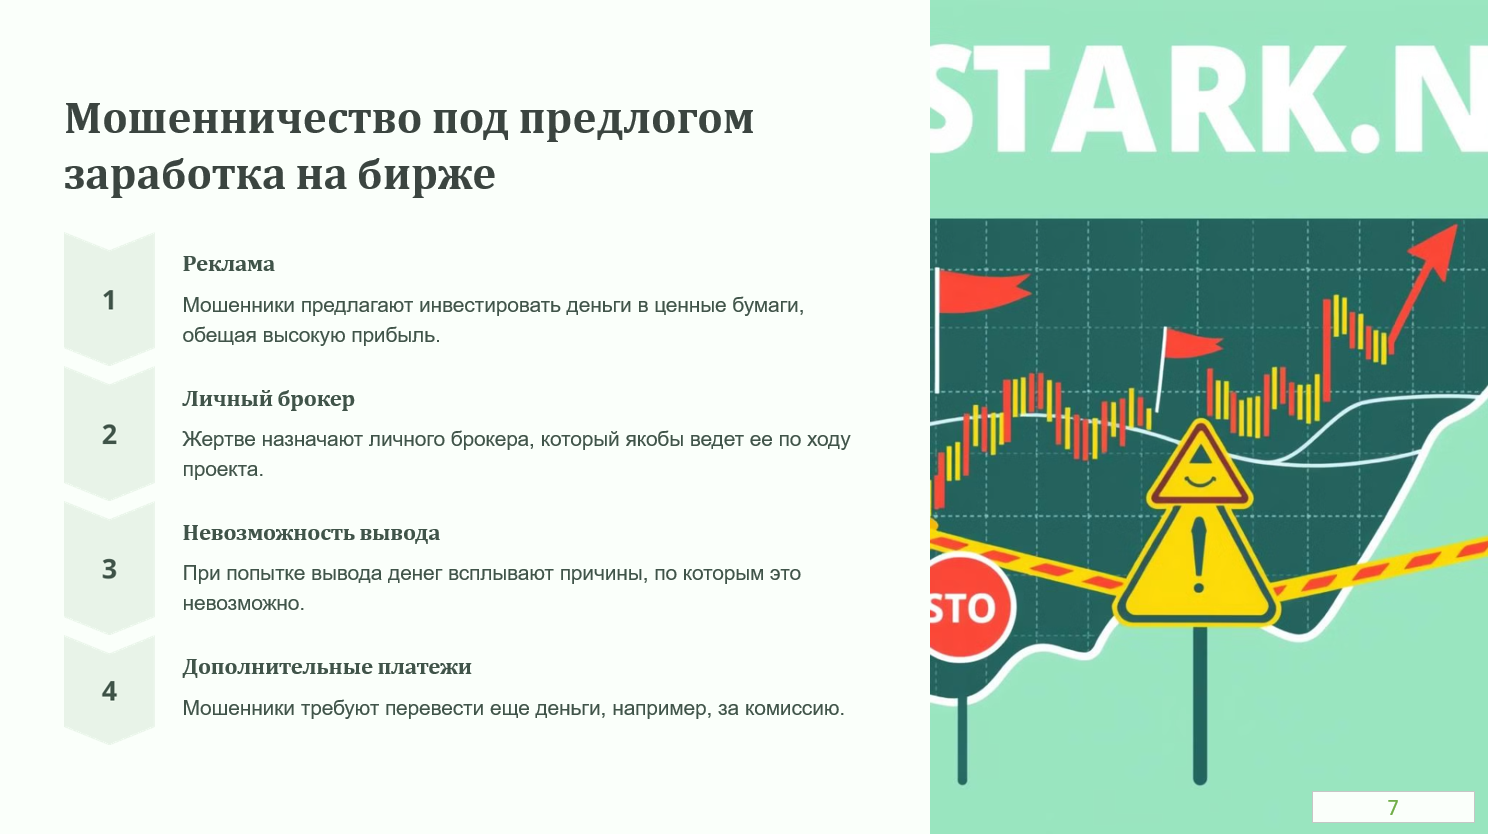 Мошенничество под предлогом
заработка на бирже
1
Реклама
Мошенники предлагают инвестировать деньги в ценные бумаги,
обещая высокую прибыль.
2
Личный брокер
Жертве назначают личного брокера, который якобы ведет ее по ходу
проекта.
3
Невозможность вывода
При попытке вывода денег всплывают причины, по которым это
невозможно.
4
Дополнительные платежи
Мошенники требуют перевести еще деньги, например, за комиссию.
STARK.N
!
STO
7